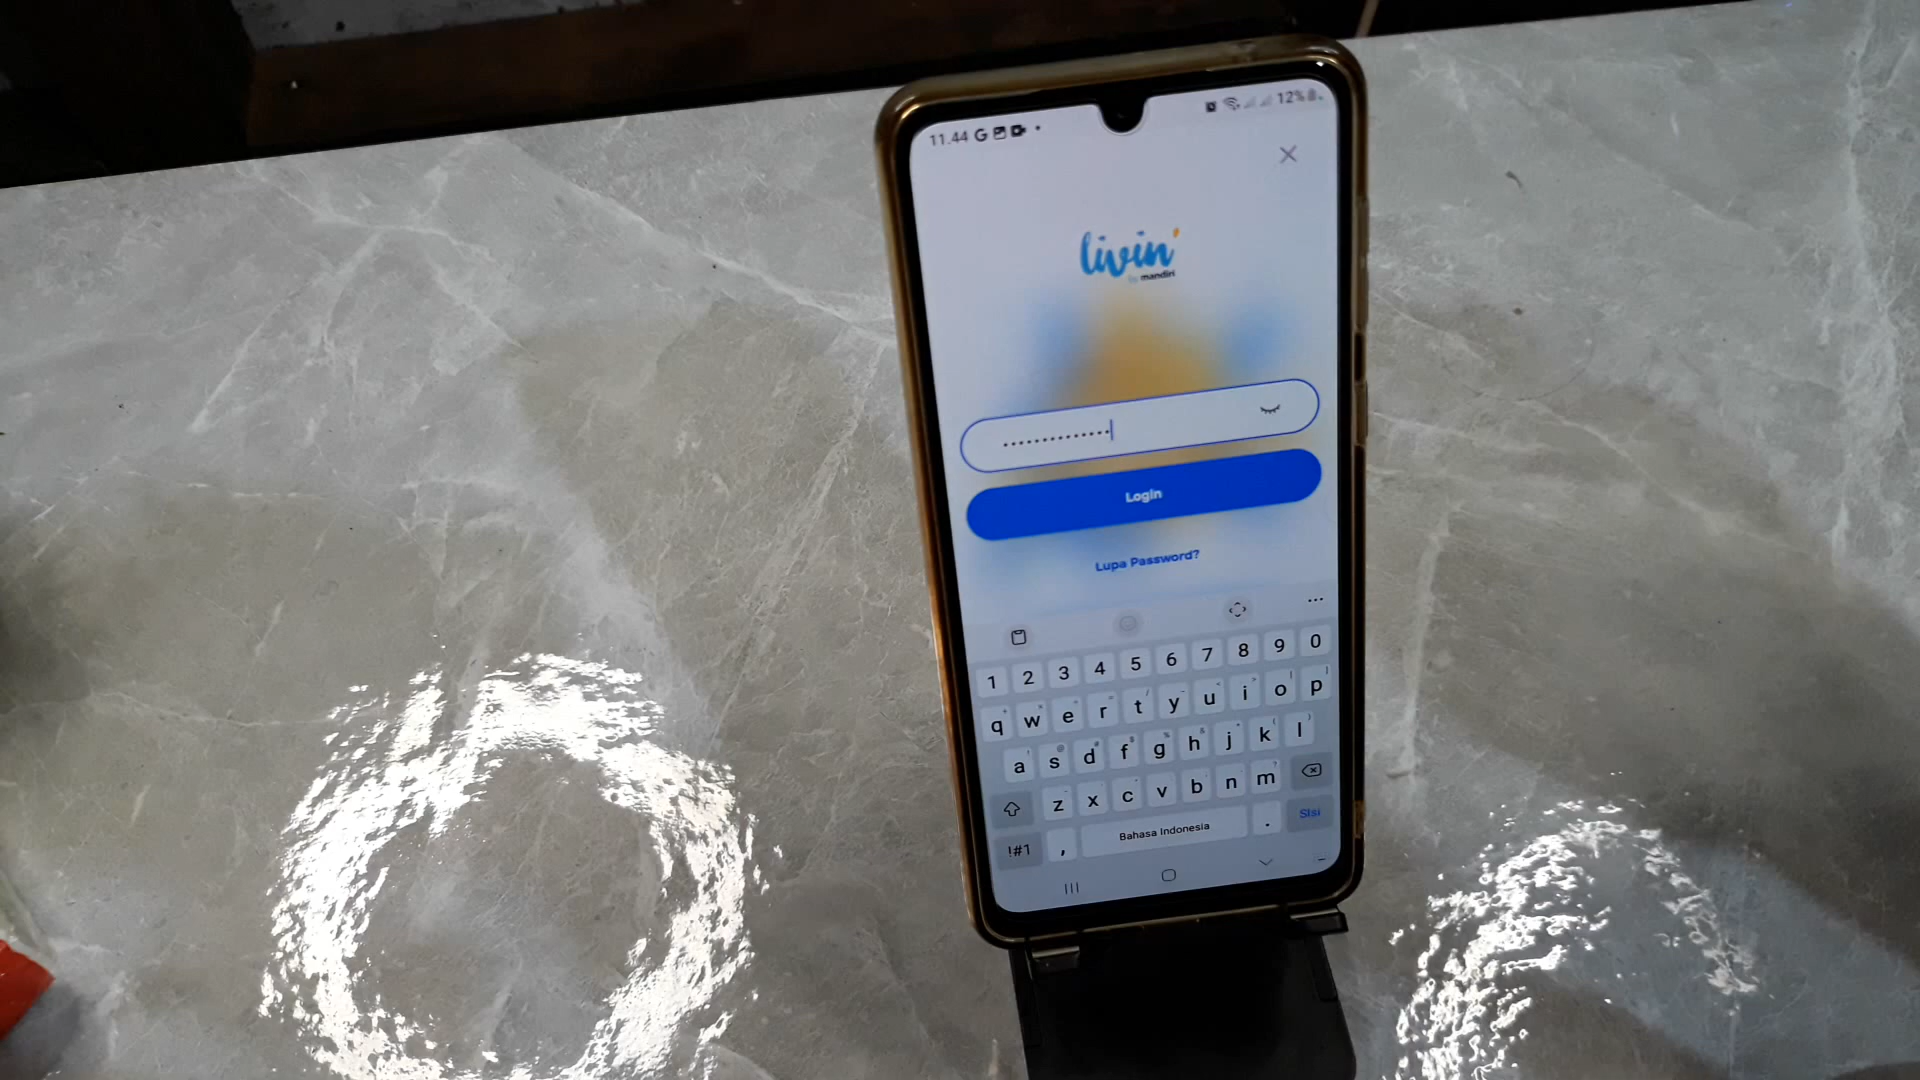 11.44 G
12%
livin'
by mandiri
Login
Lupa Password?
1 2 3 4 5 6 7 8 9 0
q w e r t y u i o p
a s d f g h j k l
z x c v b n m
!#1 , Bahasa Indonesia . Slsi